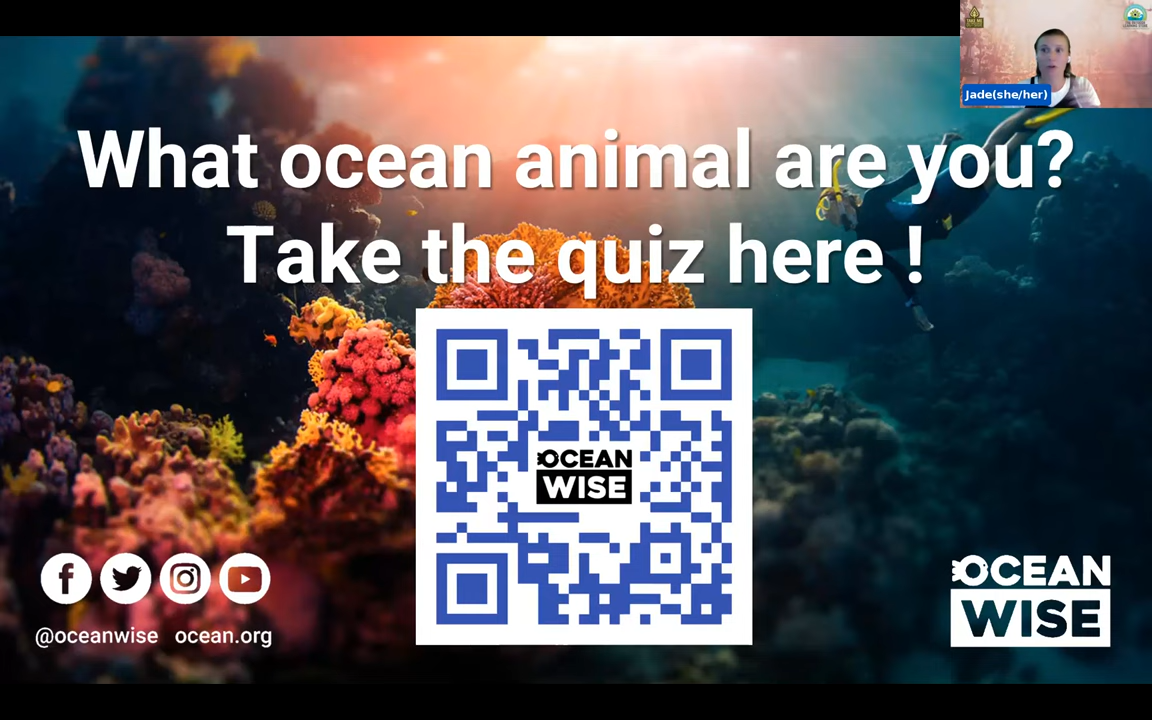 Jade(she/her)
What ocean animal are you?
Take the quiz here !
OCEAN
WISE
@oceanwise ocean.org
OCEAN
WISE